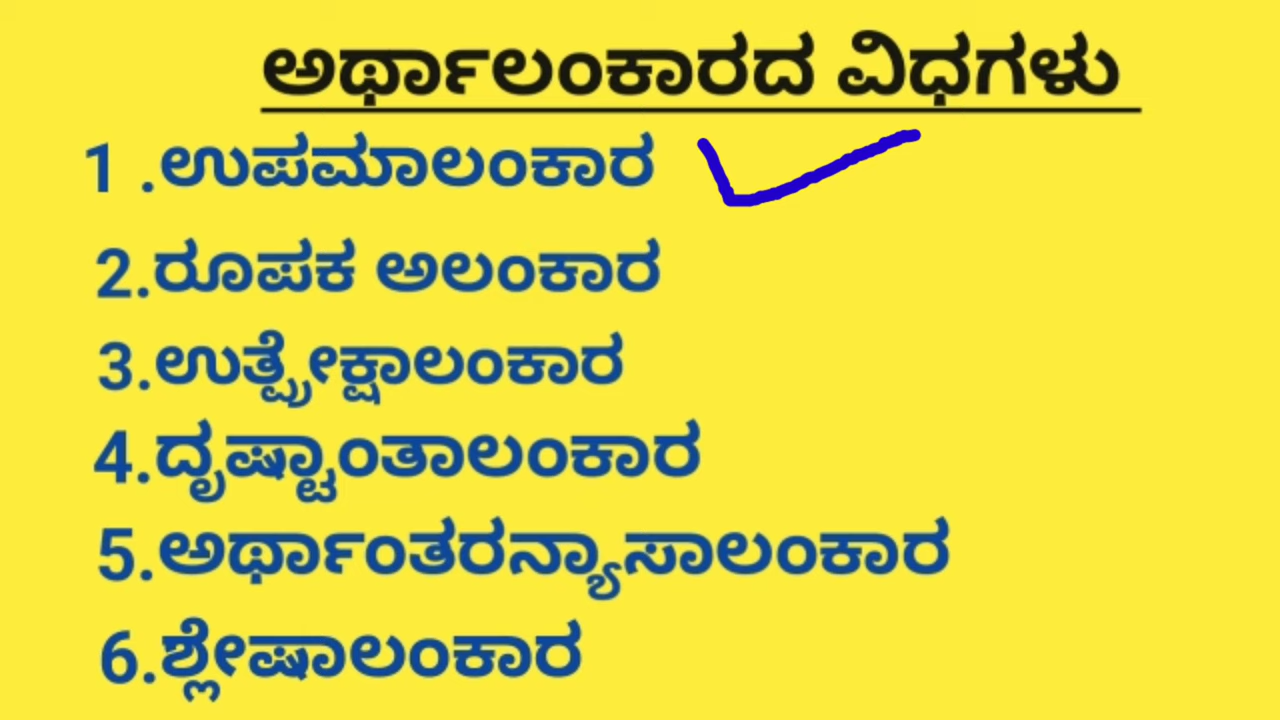 ಅರ್ಥಾಲಂಕಾರದ ವಿಧಗಳು
1 .ಉಪಮಾಲಂಕಾರ
2.ರೂಪಕ ಅಲಂಕಾರ
3.ಉತ್ಪ್ರೇಕ್ಷಾಲಂಕಾರ
4.ದೃಷ್ಟಾಂತಾಲಂಕಾರ
5.ಅರ್ಥಾಂತರನ್ಯಾಸಾಲಂಕಾರ
6.ಶ್ಲೇಷಾಲಂಕಾರ